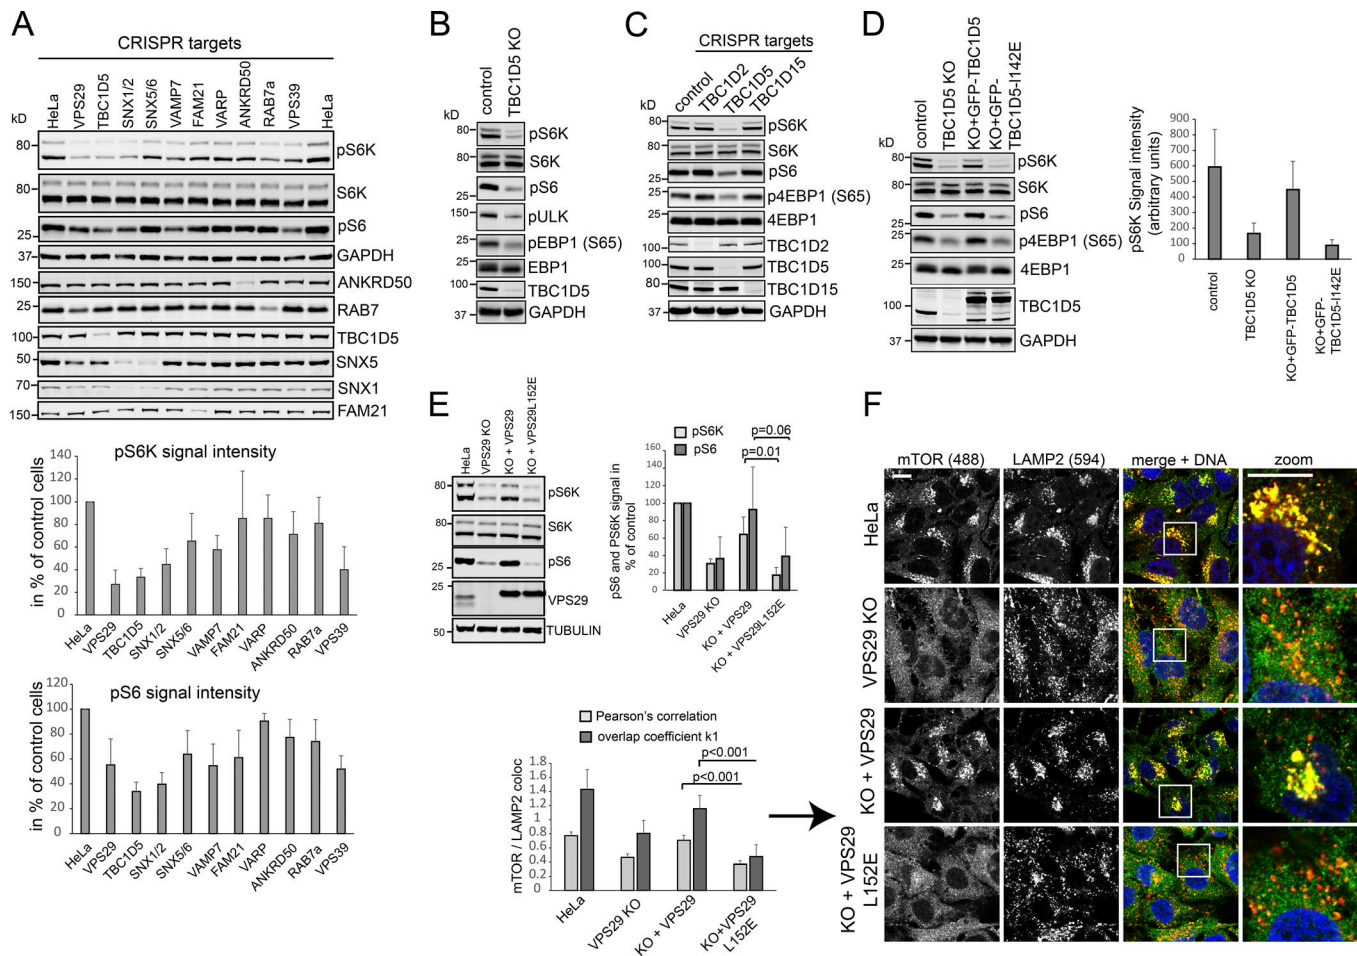 A
CRISPR targets
kD
HeLa
VPS29
TBC1D5
SNX1/2
SNX5/6
VAMP7
FAM21
VARP
ANKRD50
RAB7a
VPS39
HeLa
80
pS6K
80
S6K
25
pS6
37
GAPDH
150
ANKRD50
25
RAB7
100
TBC1D5
50
SNX5
70
SNX1
150
FAM21
pS6K signal intensity
in % of control cells
140
120
100
80
60
40
20
0
HeLa
VPS29
TBC1D5
SNX1/2
SNX5/6
VAMP7
FAM21
VARP
ANKRD50
RAB7a
VPS39
pS6 signal intensity
in % of control cells
120
100
80
60
40
20
0
HeLa
VPS29
TBC1D5
SNX1/2
SNX5/6
VAMP7
FAM21
VARP
ANKRD50
RAB7a
VPS39
B
kD
control
TBC1D5 KO
80
pS6K
80
S6K
25
pS6
150
pULK
25
pEBP1 (S65)
25
EBP1
100
TBC1D5
37
GAPDH
C
CRISPR targets
kD
control
TBC1D2
TBC1D5
TBC1D15
80
pS6K
80
S6K
25
pS6
25
p4EBP1 (S65)
25
4EBP1
100
TBC1D2
100
TBC1D5
80
TBC1D15
37
GAPDH
D
kD
control
TBC1D5 KO
KO+GFP-TBC1D5
KO+GFP-
TBC1D5-I142E
80
pS6K
80
S6K
25
pS6
25
p4EBP1 (S65)
25
4EBP1
100
TBC1D5
37
GAPDH
pS6K Signal intensity
(arbitrary units)
900
800
700
600
500
400
300
200
100
0
control
TBC1D5 KO
KO+GFP-TBC1D5
KO+GFP-
TBC1D5-I142E
E
kD
HeLa
VPS29 KO
KO + VPS29
KO + VPS29L152E
80
pS6K
80
S6K
25
pS6
25
VPS29
50
TUBULIN
pS6K
pS6
p=0.06
p=0.01
pS6 and PS6K signal in
% of control
160
140
120
100
80
60
40
20
0
HeLa
VPS29 KO
KO + VPS29
KO + VPS29L152E
Pearson's correlation
overlap coefficient k1
p<0.001
p<0.001
mTOR / LAMP2 coloc
1.8
1.6
1.4
1.2
1
0.8
0.6
0.4
0.2
0
HeLa
VPS29 KO
KO + VPS29
KO+VPS29
L152E
F
mTOR (488)
LAMP2 (594)
merge + DNA
zoom
HeLa
VPS29 KO
KO + VPS29
KO + VPS29
L152E